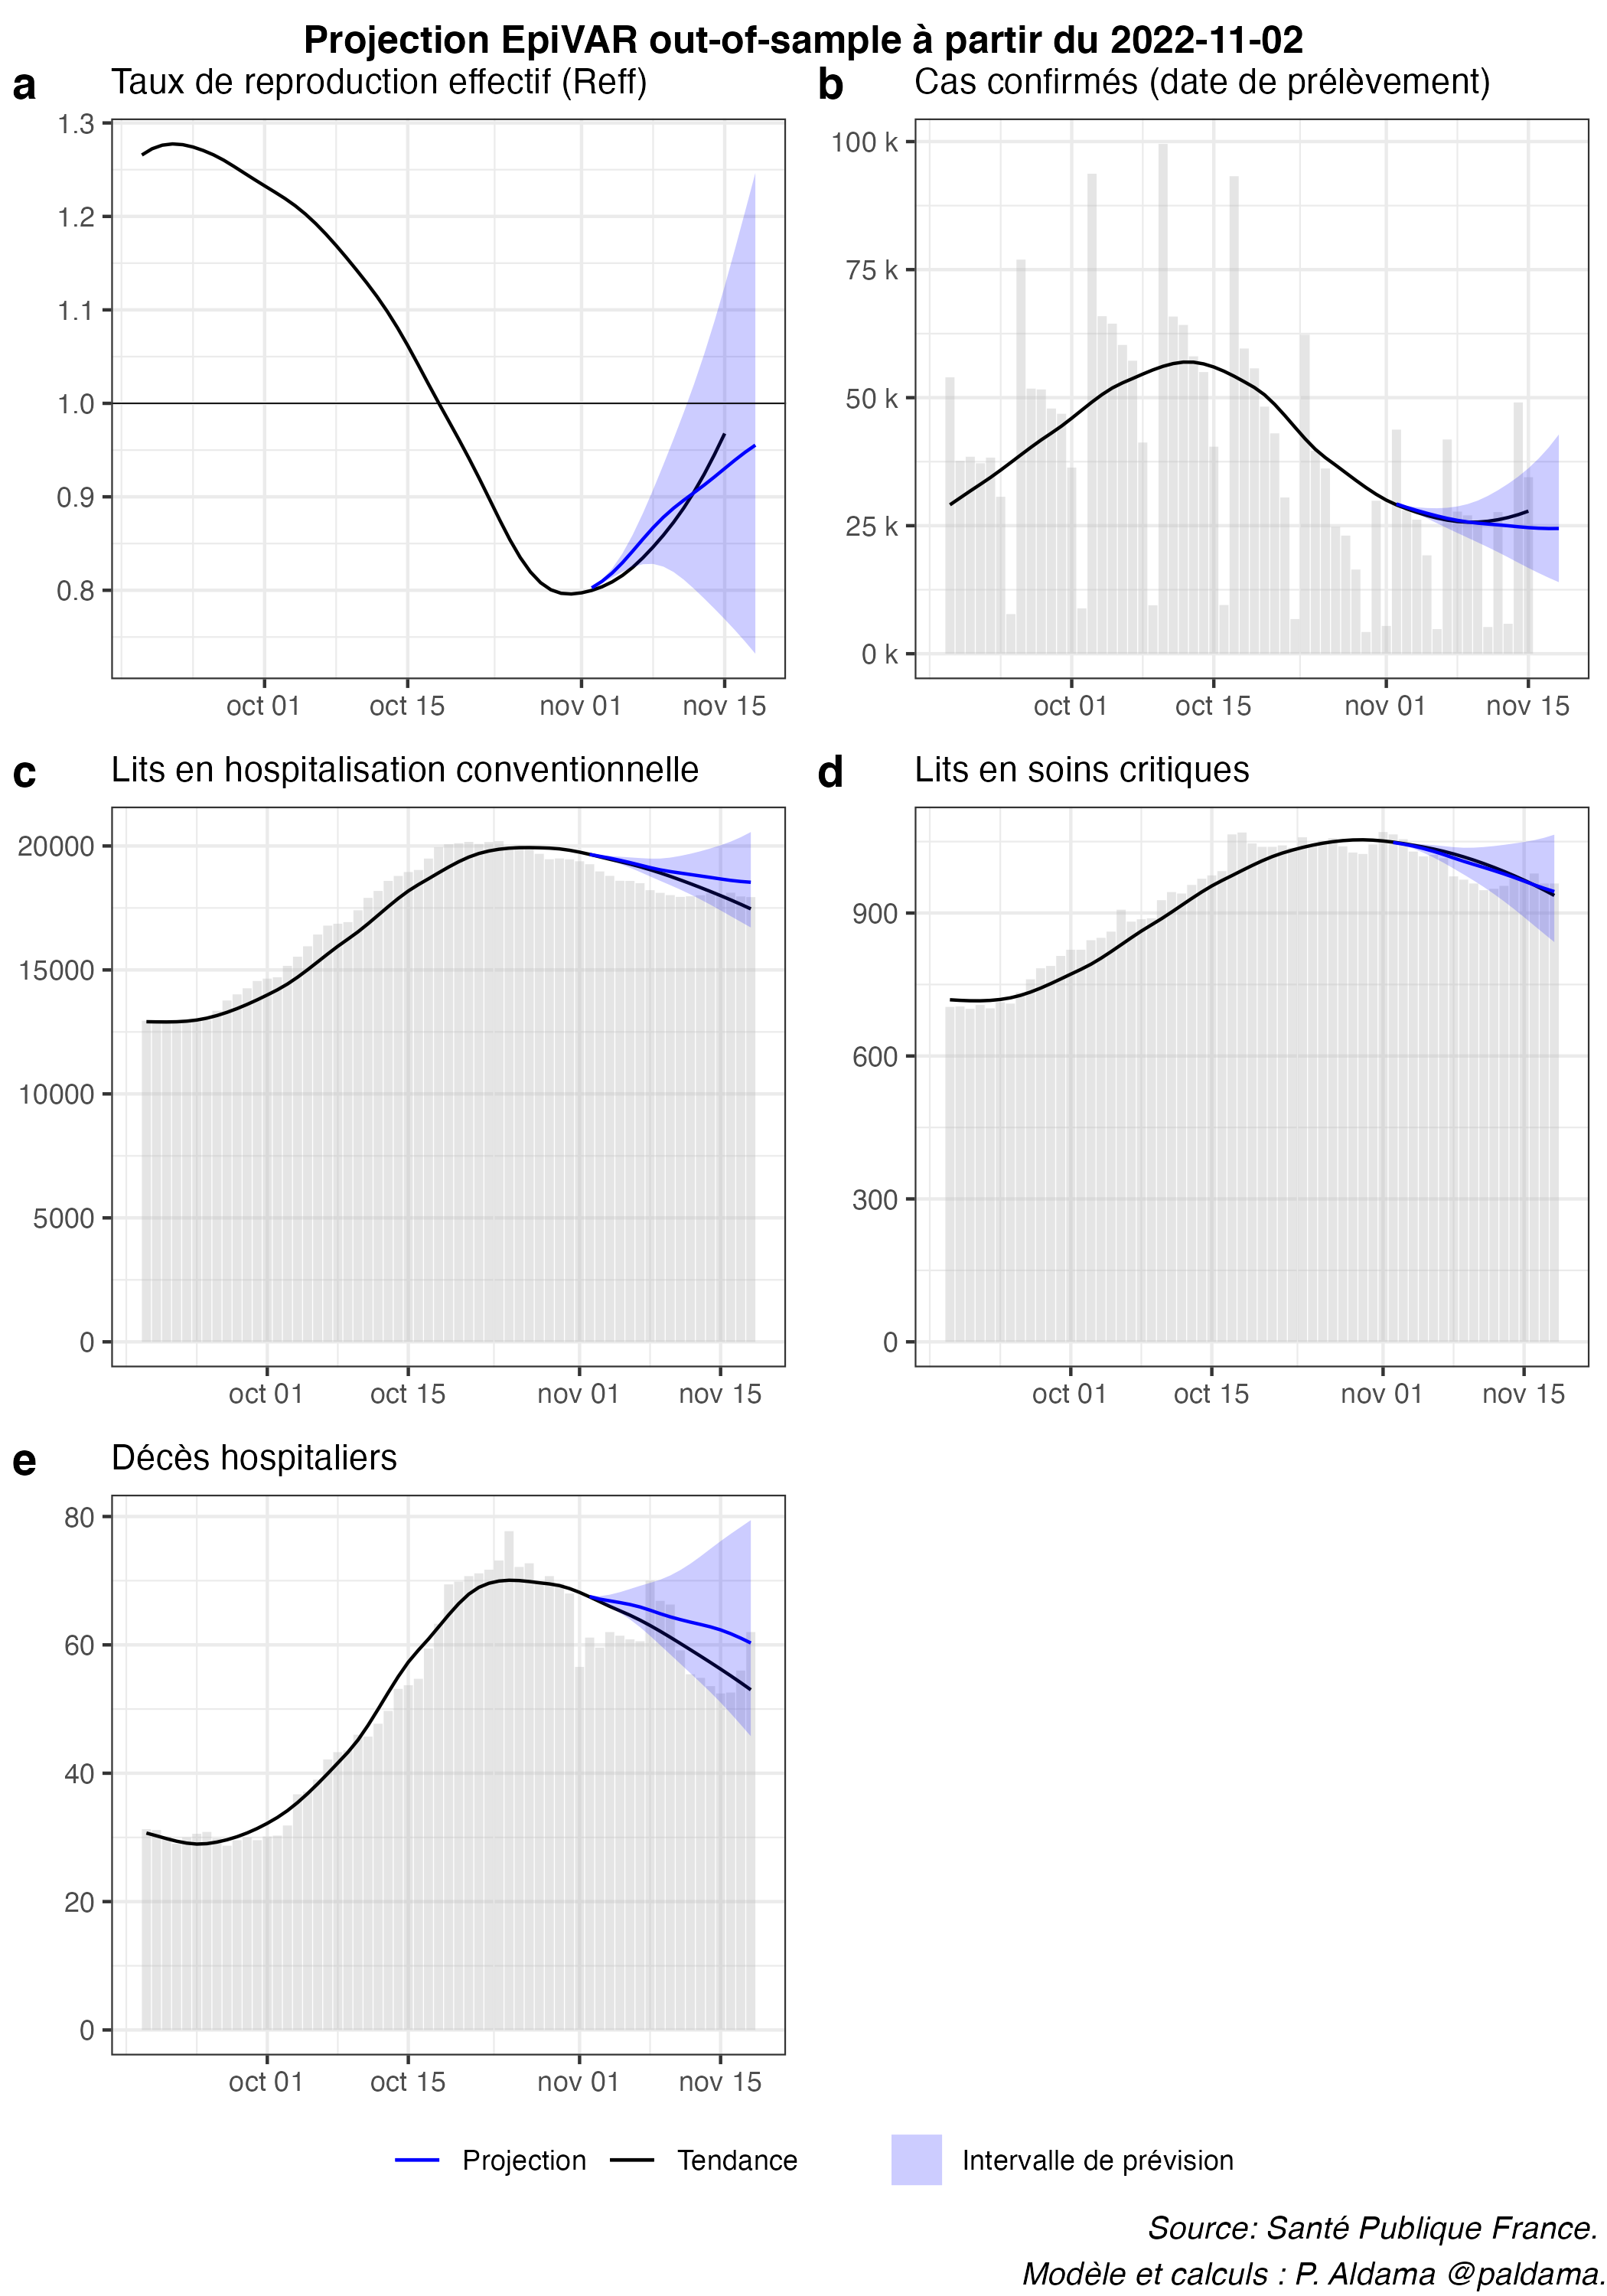 Projection EpiVAR out-of-sample à partir du 2022-11-02
a Taux de reproduction effectif (Reff)
1.3
1.2
1.1
1.0
0.9
0.8
oct 01 oct 15 nov 01 nov 15
b Cas confirmés (date de prélèvement)
100 k
75 k
50 k
25 k
0 k
oct 01 oct 15 nov 01 nov 15
c Lits en hospitalisation conventionnelle
20000
15000
10000
5000
0
oct 01 oct 15 nov 01 nov 15
d Lits en soins critiques
900
600
300
0
oct 01 oct 15 nov 01 nov 15
e Décès hospitaliers
80
60
40
20
0
oct 01 oct 15 nov 01 nov 15
Projection Tendance Intervalle de prévision
Source: Santé Publique France.
Modèle et calculs : P. Aldama @paldama.